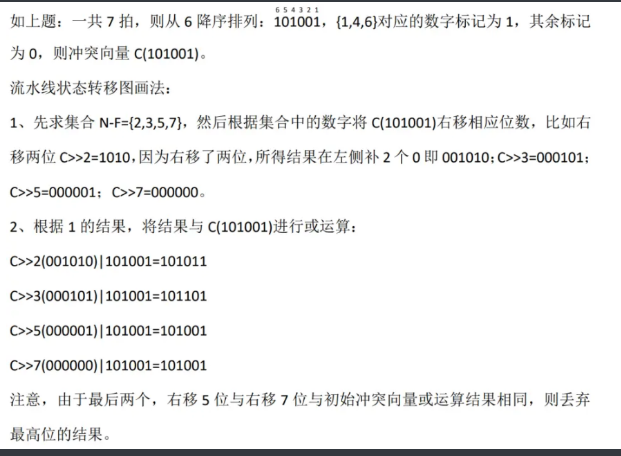 6 5 4 3 2 1
如上题：一共 7 拍，则从 6 降序排列：101001，{1,4,6}对应的数字标记为 1，其余标记
为 0，则冲突向量 C(101001)。
流水线状态转移图画法：
1、先求集合 N-F={2,3,5,7}，然后根据集合中的数字将 C(101001)右移相应位数，比如右
移两位 C>>2=1010，因为右移了两位，所得结果在左侧补 2 个 0 即 001010；C>>3=000101；
C>>5=000001；C>>7=000000。
2、根据 1 的结果，将结果与 C(101001)进行或运算：
C>>2(001010)|101001=101011
C>>3(000101)|101001=101101
C>>5(000001)|101001=101001
C>>7(000000)|101001=101001
注意，由于最后两个，右移 5 位与右移 7 位与初始冲突向量或运算结果相同，则丢弃
最高位的结果。